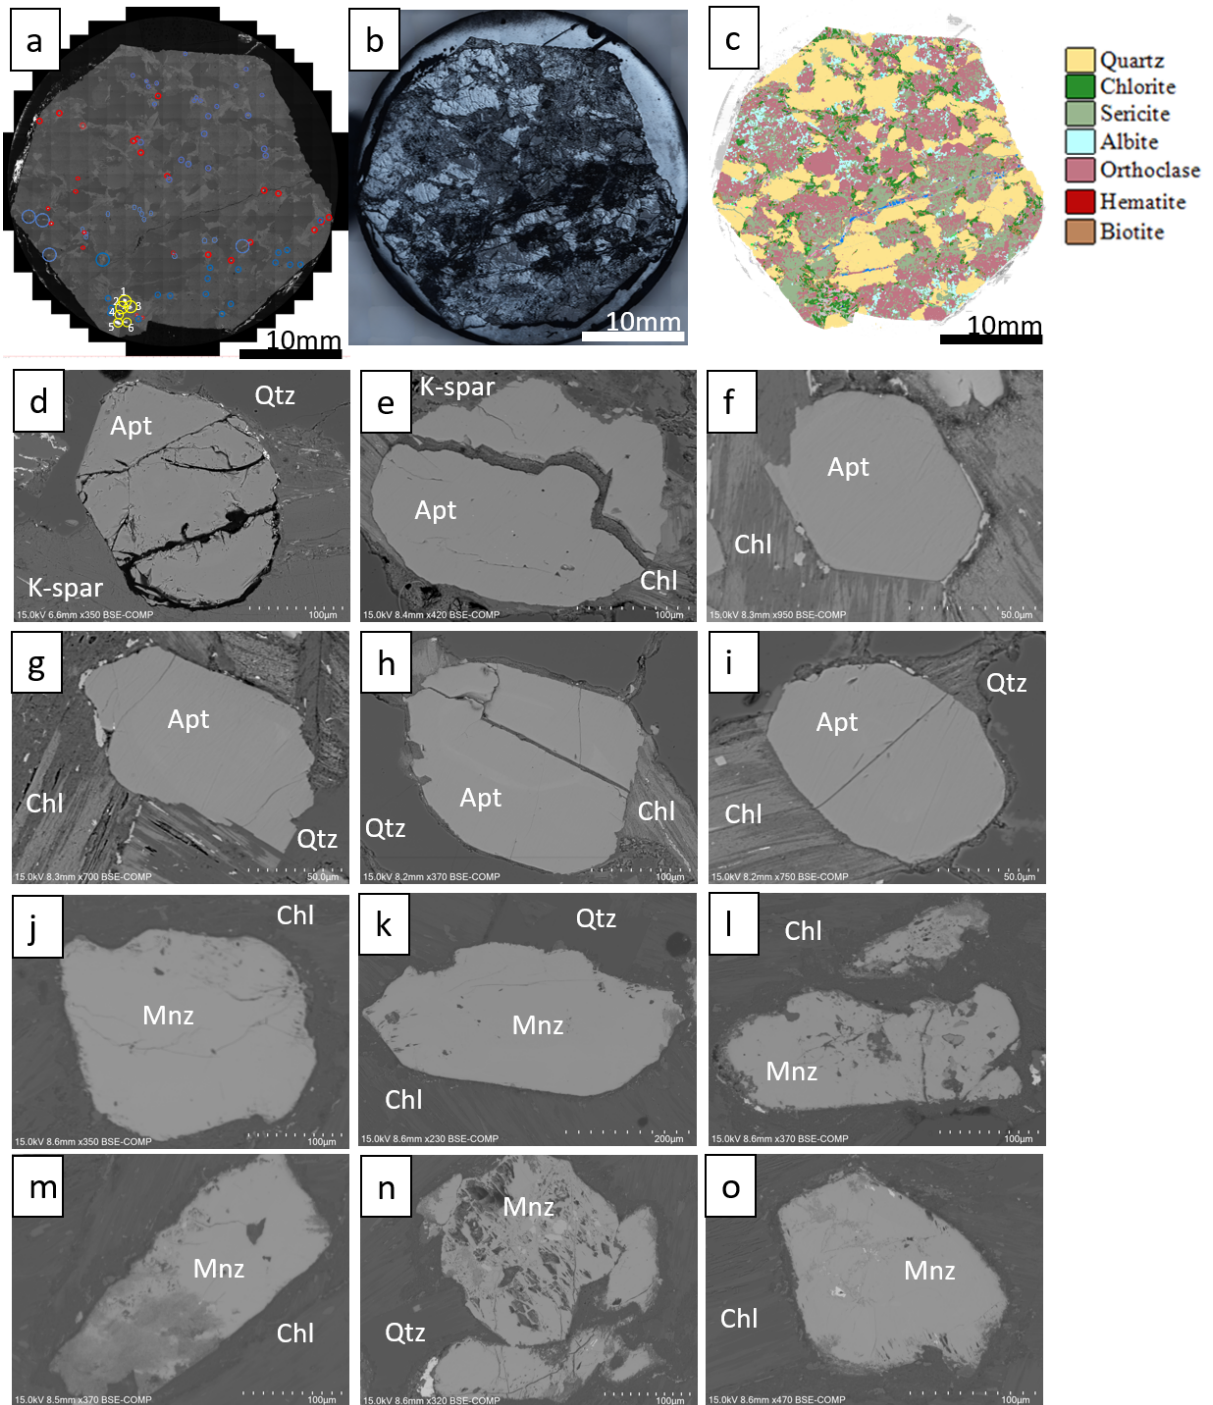 a
1
2
3
4
5
6
10mm
b
10mm
c
10mm
Quartz
Chlorite
Sericite
Albite
Orthoclase
Hematite
Biotite
d
Apt
Qtz
K-spar
15.0kV 6.6mm x350 BSE-COMP
100µm
e
K-spar
Apt
Chl
15.0kV 8.4mm x420 BSE-COMP
100µm
f
Apt
Chl
15.0kV 8.3mm x950 BSE-COMP
50.0µm
g
Apt
Chl
Qtz
15.0kV 8.3mm x700 BSE-COMP
50.0µm
h
Apt
Chl
Qtz
15.0kV 8.2mm x370 BSE-COMP
100µm
i
Qtz
Apt
Chl
15.0kV 8.2mm x750 BSE-COMP
50.0µm
j
Chl
Mnz
15.0kV 8.6mm x350 BSE-COMP
100µm
k
Qtz
Mnz
Chl
15.0kV 8.6mm x230 BSE-COMP
200µm
l
Chl
Mnz
15.0kV 8.6mm x370 BSE-COMP
100µm
m
Mnz
Chl
15.0kV 8.5mm x370 BSE-COMP
100µm
n
Mnz
Qtz
15.0kV 8.6mm x320 BSE-COMP
100µm
o
Mnz
Chl
15.0kV 8.6mm x470 BSE-COMP
100µm